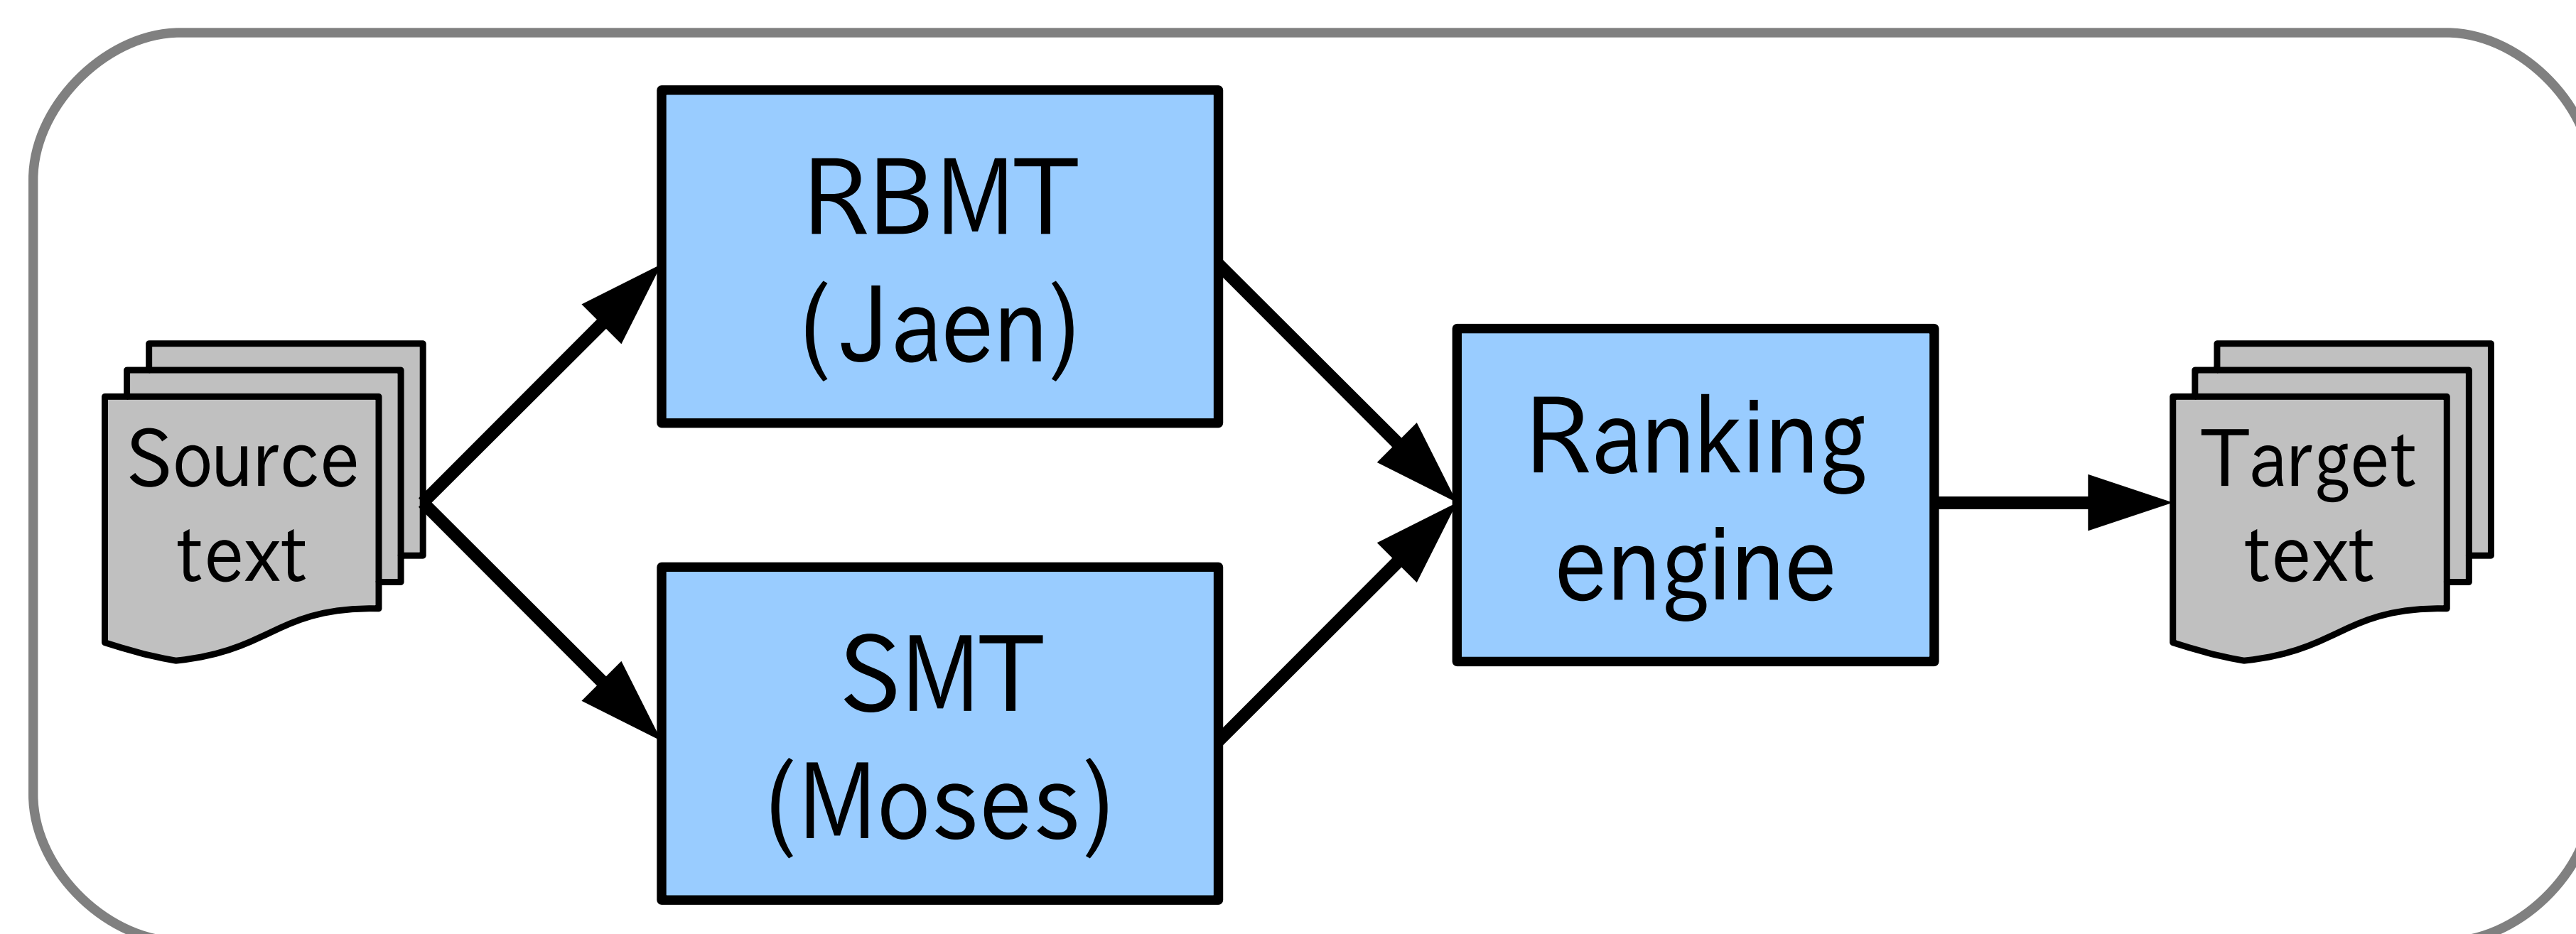 Source
text
RBMT
(Jaen)
SMT
(Moses)
Ranking
engine
Target
text